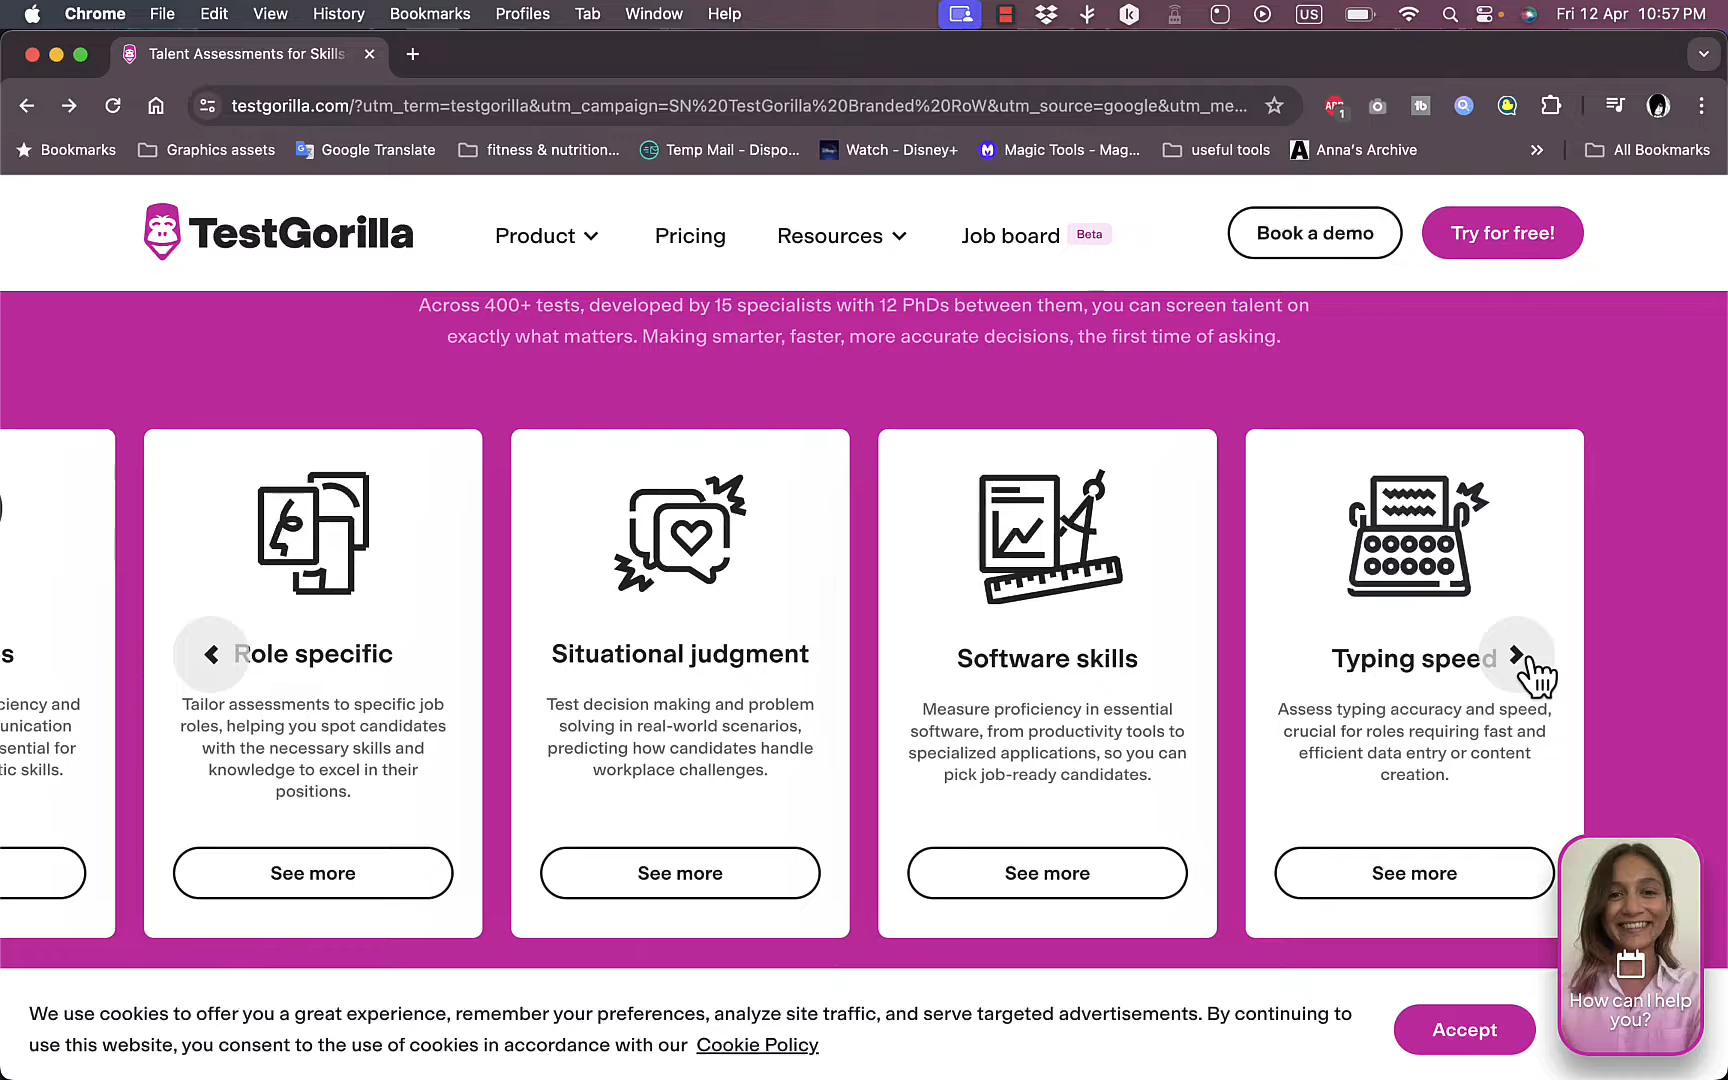 Chrome File Edit View History Bookmarks Profiles Tab Window Help US Fri 12 Apr 10:57 PM
Talent Assessments for Skills
testgorilla.com/?utm_term=testgorilla&utm_campaign=SN%20TestGorilla%20Branded%20RoW&utm_source=google&utm_me...
Bookmarks Graphics assets Google Translate fitness & nutrition... Temp Mail - Dispo... Watch - Disney+ Magic Tools - Mag... useful tools Anna's Archive All Bookmarks
TestGorilla Product Pricing Resources Job board Beta Book a demo Try for free!
Across 400+ tests, developed by 15 specialists with 12 PhDs between them, you can screen talent on
exactly what matters. Making smarter, faster, more accurate decisions, the first time of asking.
s
ciency and
unication
sential for
tic skills.
Role specific
Tailor assessments to specific job
roles, helping you spot candidates
with the necessary skills and
knowledge to excel in their
positions.
See more
Situational judgment
Test decision making and problem
solving in real-world scenarios,
predicting how candidates handle
workplace challenges.
See more
Software skills
Measure proficiency in essential
software, from productivity tools to
specialized applications, so you can
pick job-ready candidates.
See more
Typing speed
Assess typing accuracy and speed,
crucial for roles requiring fast and
efficient data entry or content
creation.
See more
How can I help
you?
We use cookies to offer you a great experience, remember your preferences, analyze site traffic, and serve targeted advertisements. By continuing to
use this website, you consent to the use of cookies in accordance with our Cookie Policy
Accept